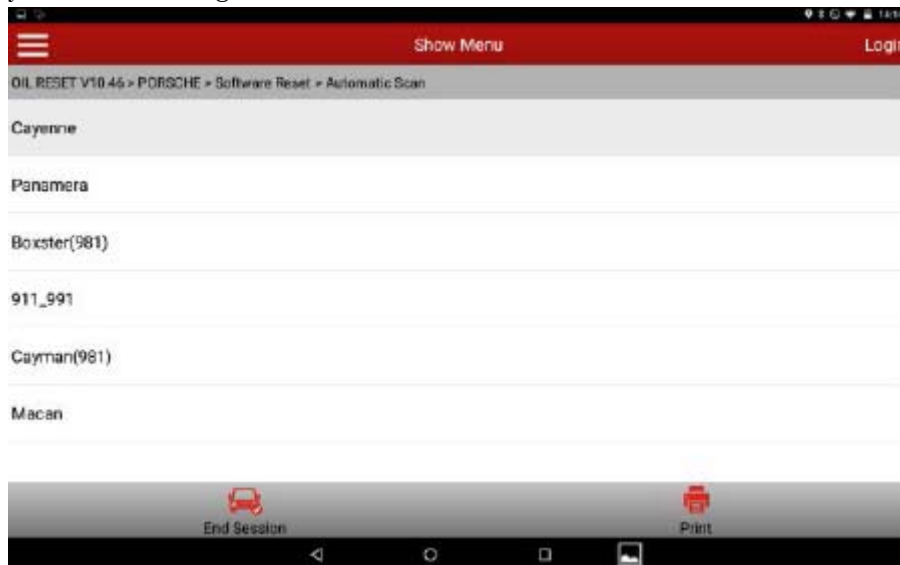 Show Menu
Login
OIL RESET V10.46 > PORSCHE > Software Reset > Automatic Scan
Cayenne
Panamera
Boxster(981)
911_991
Cayman(981)
Macan
End Session
Print